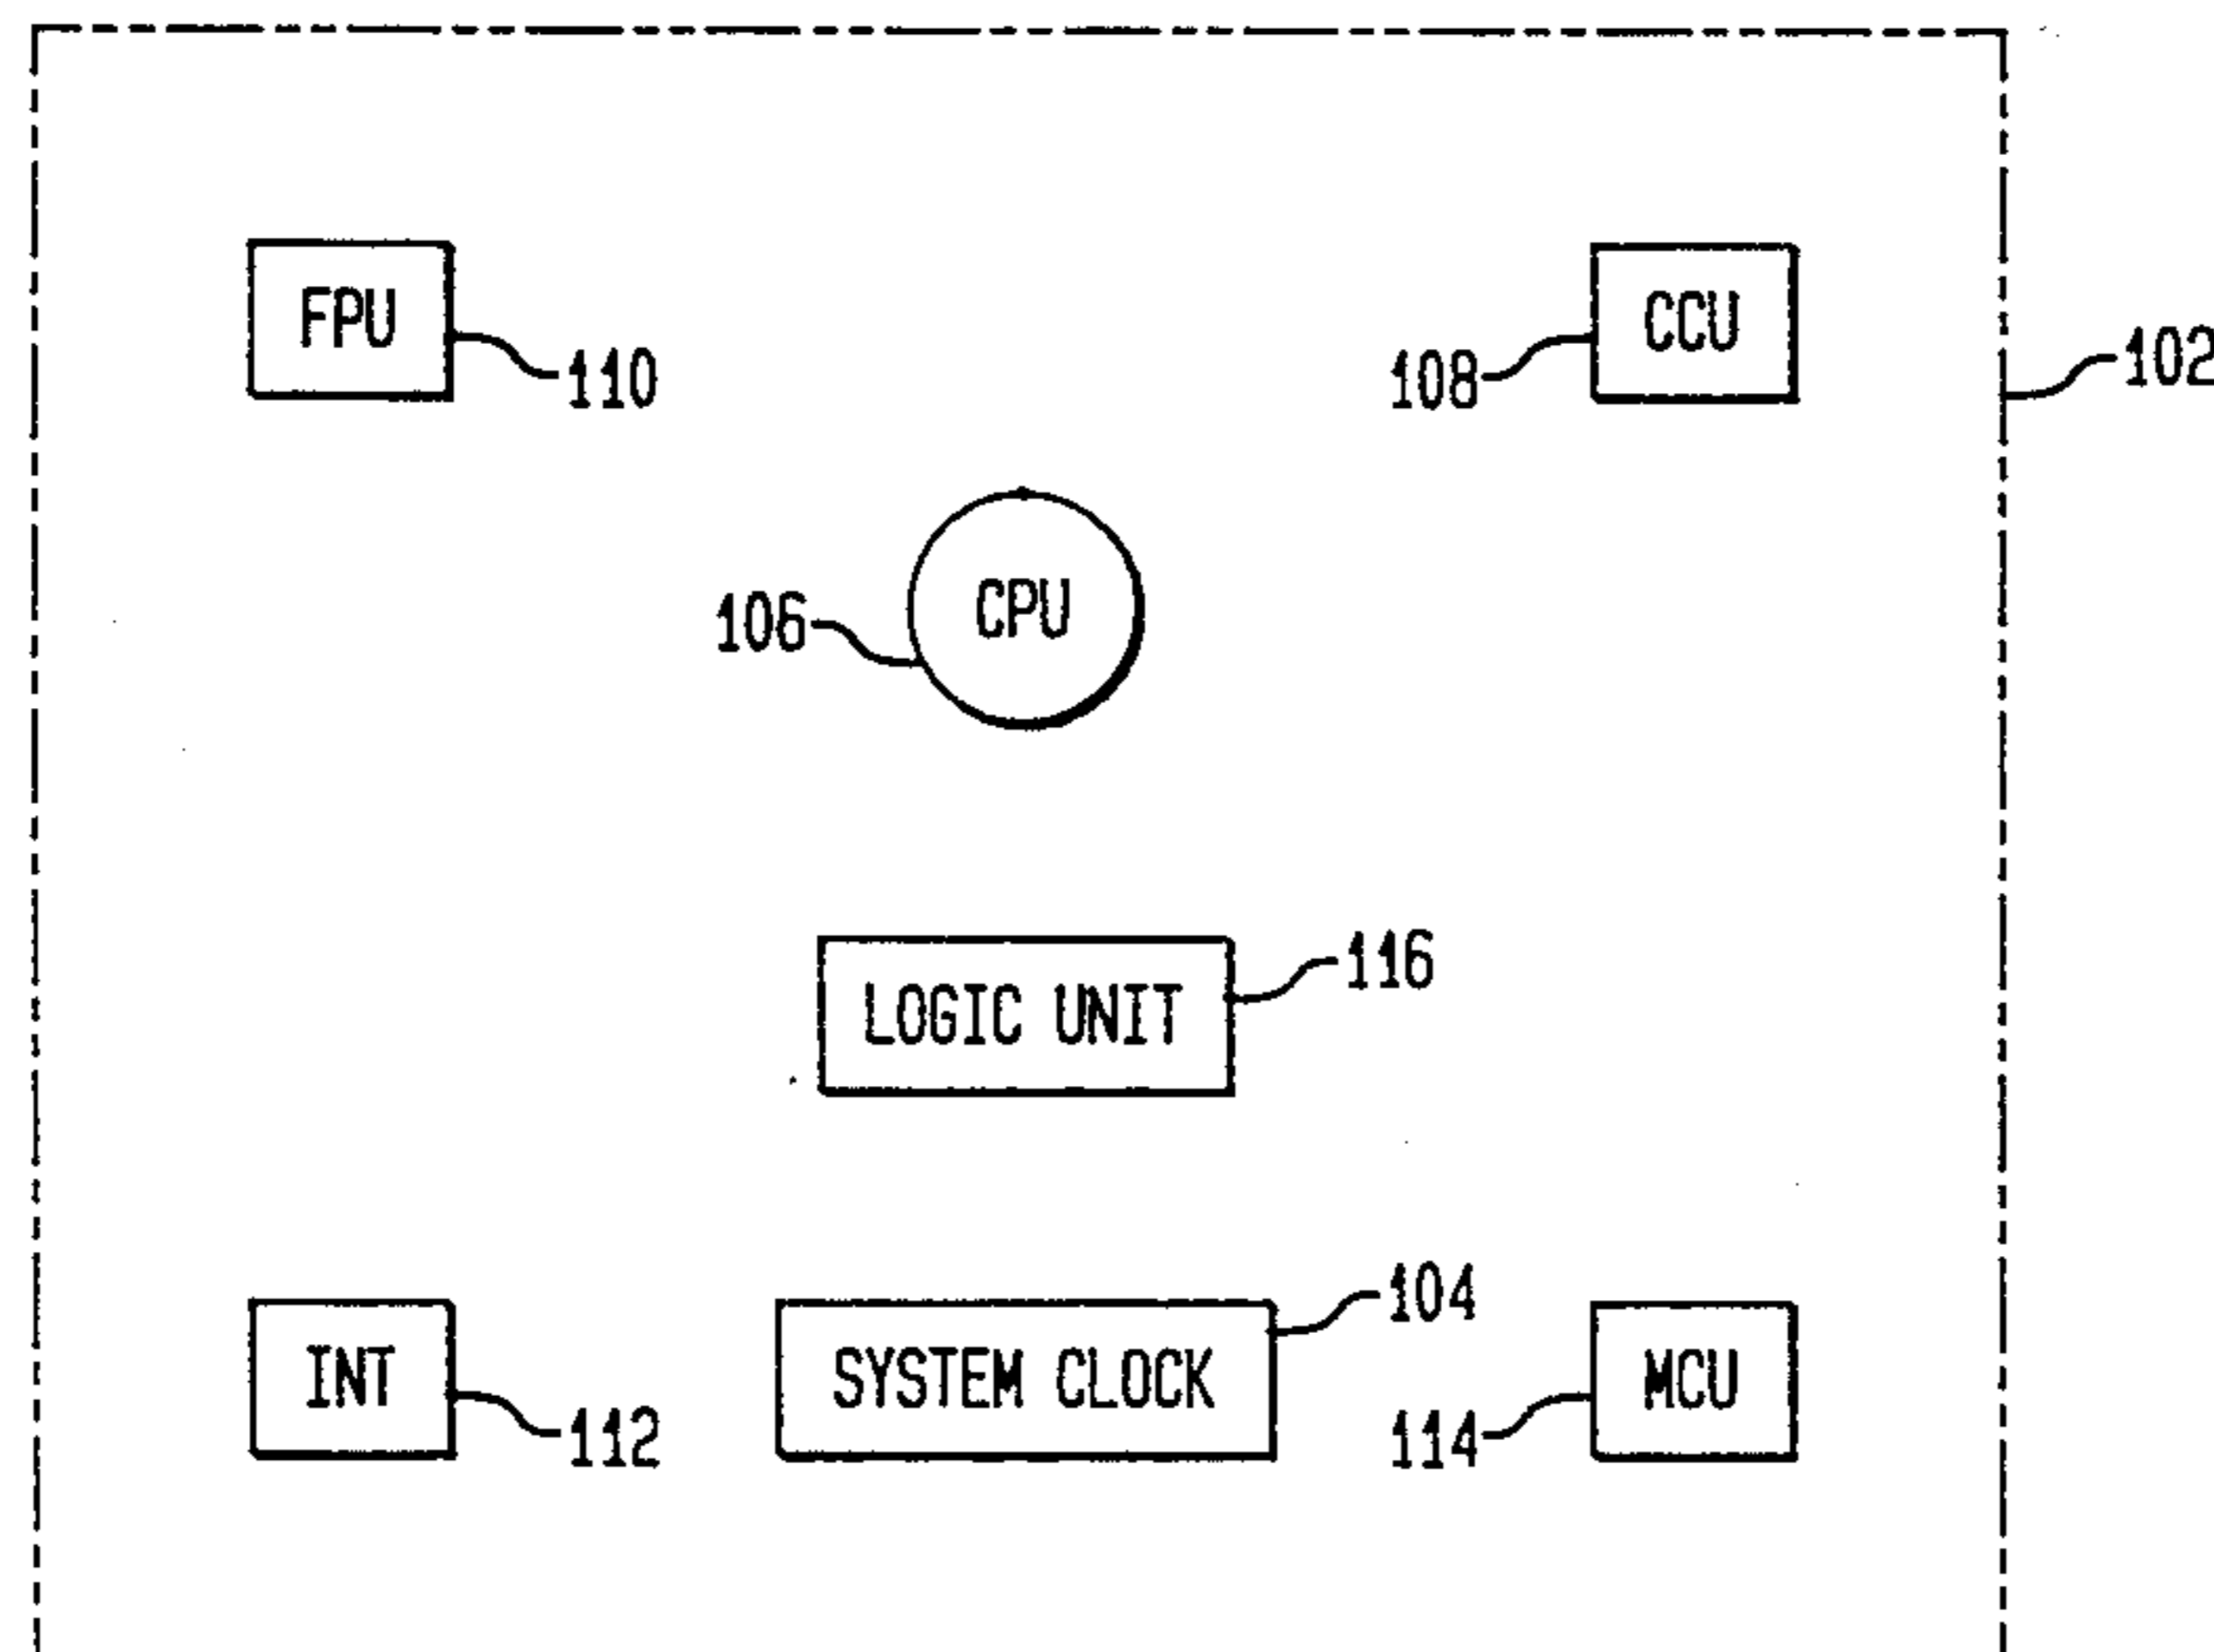 FPU
110
108
CCU
102
106
CPU
116
LOGIC UNIT
104
INT
112
SYSTEM CLOCK
114
MCU